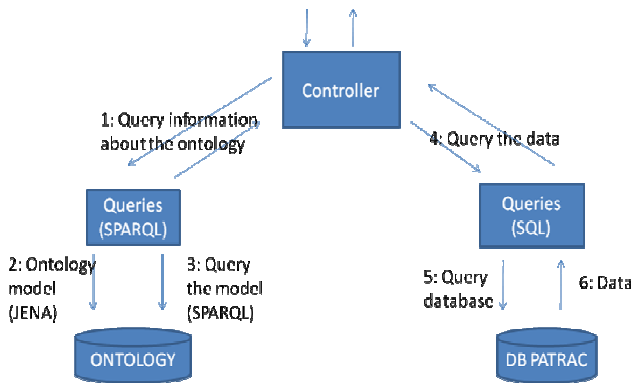 Controller
1: Query information
about the ontology
4: Query the data
Queries
(SPARQL)
Queries
(SQL)
2: Ontology
model
(JENA)
3: Query
the model
(SPARQL)
5: Query
database
6: Data
ONTOLOGY
DB PATRAC